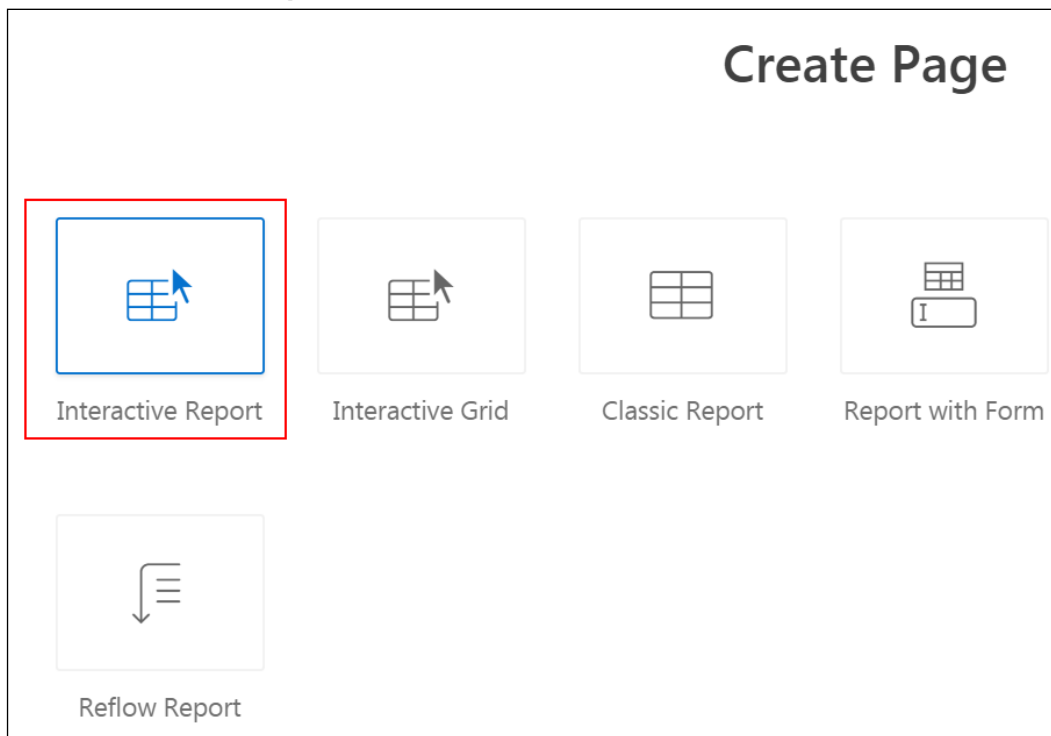 Create Page
Interactive Report
Interactive Grid
Classic Report
Report with Form
Reflow Report